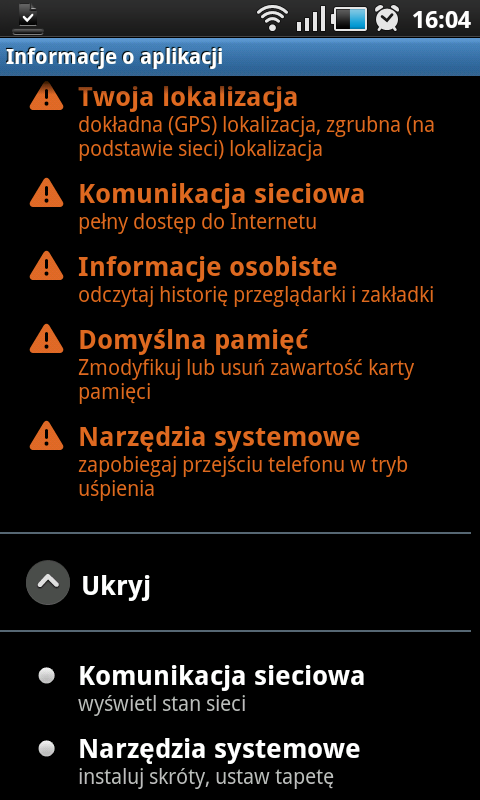 16:04
Informacje o aplikacji
Twoja lokalizacja
dokładna (GPS) lokalizacja, zgrubna (na
podstawie sieci) lokalizacja
Komunikacja sieciowa
pełny dostęp do Internetu
Informacje osobiste
odczytaj historię przeglądarki i zakładki
Domyślna pamięć
Zmodyfikuj lub usuń zawartość karty
pamięci
Narzędzia systemowe
zapobiegaj przejściu telefonu w tryb
uśpienia
Ukryj
Komunikacja sieciowa
wyświetl stan sieci
Narzędzia systemowe
instaluj skróty, ustaw tapetę